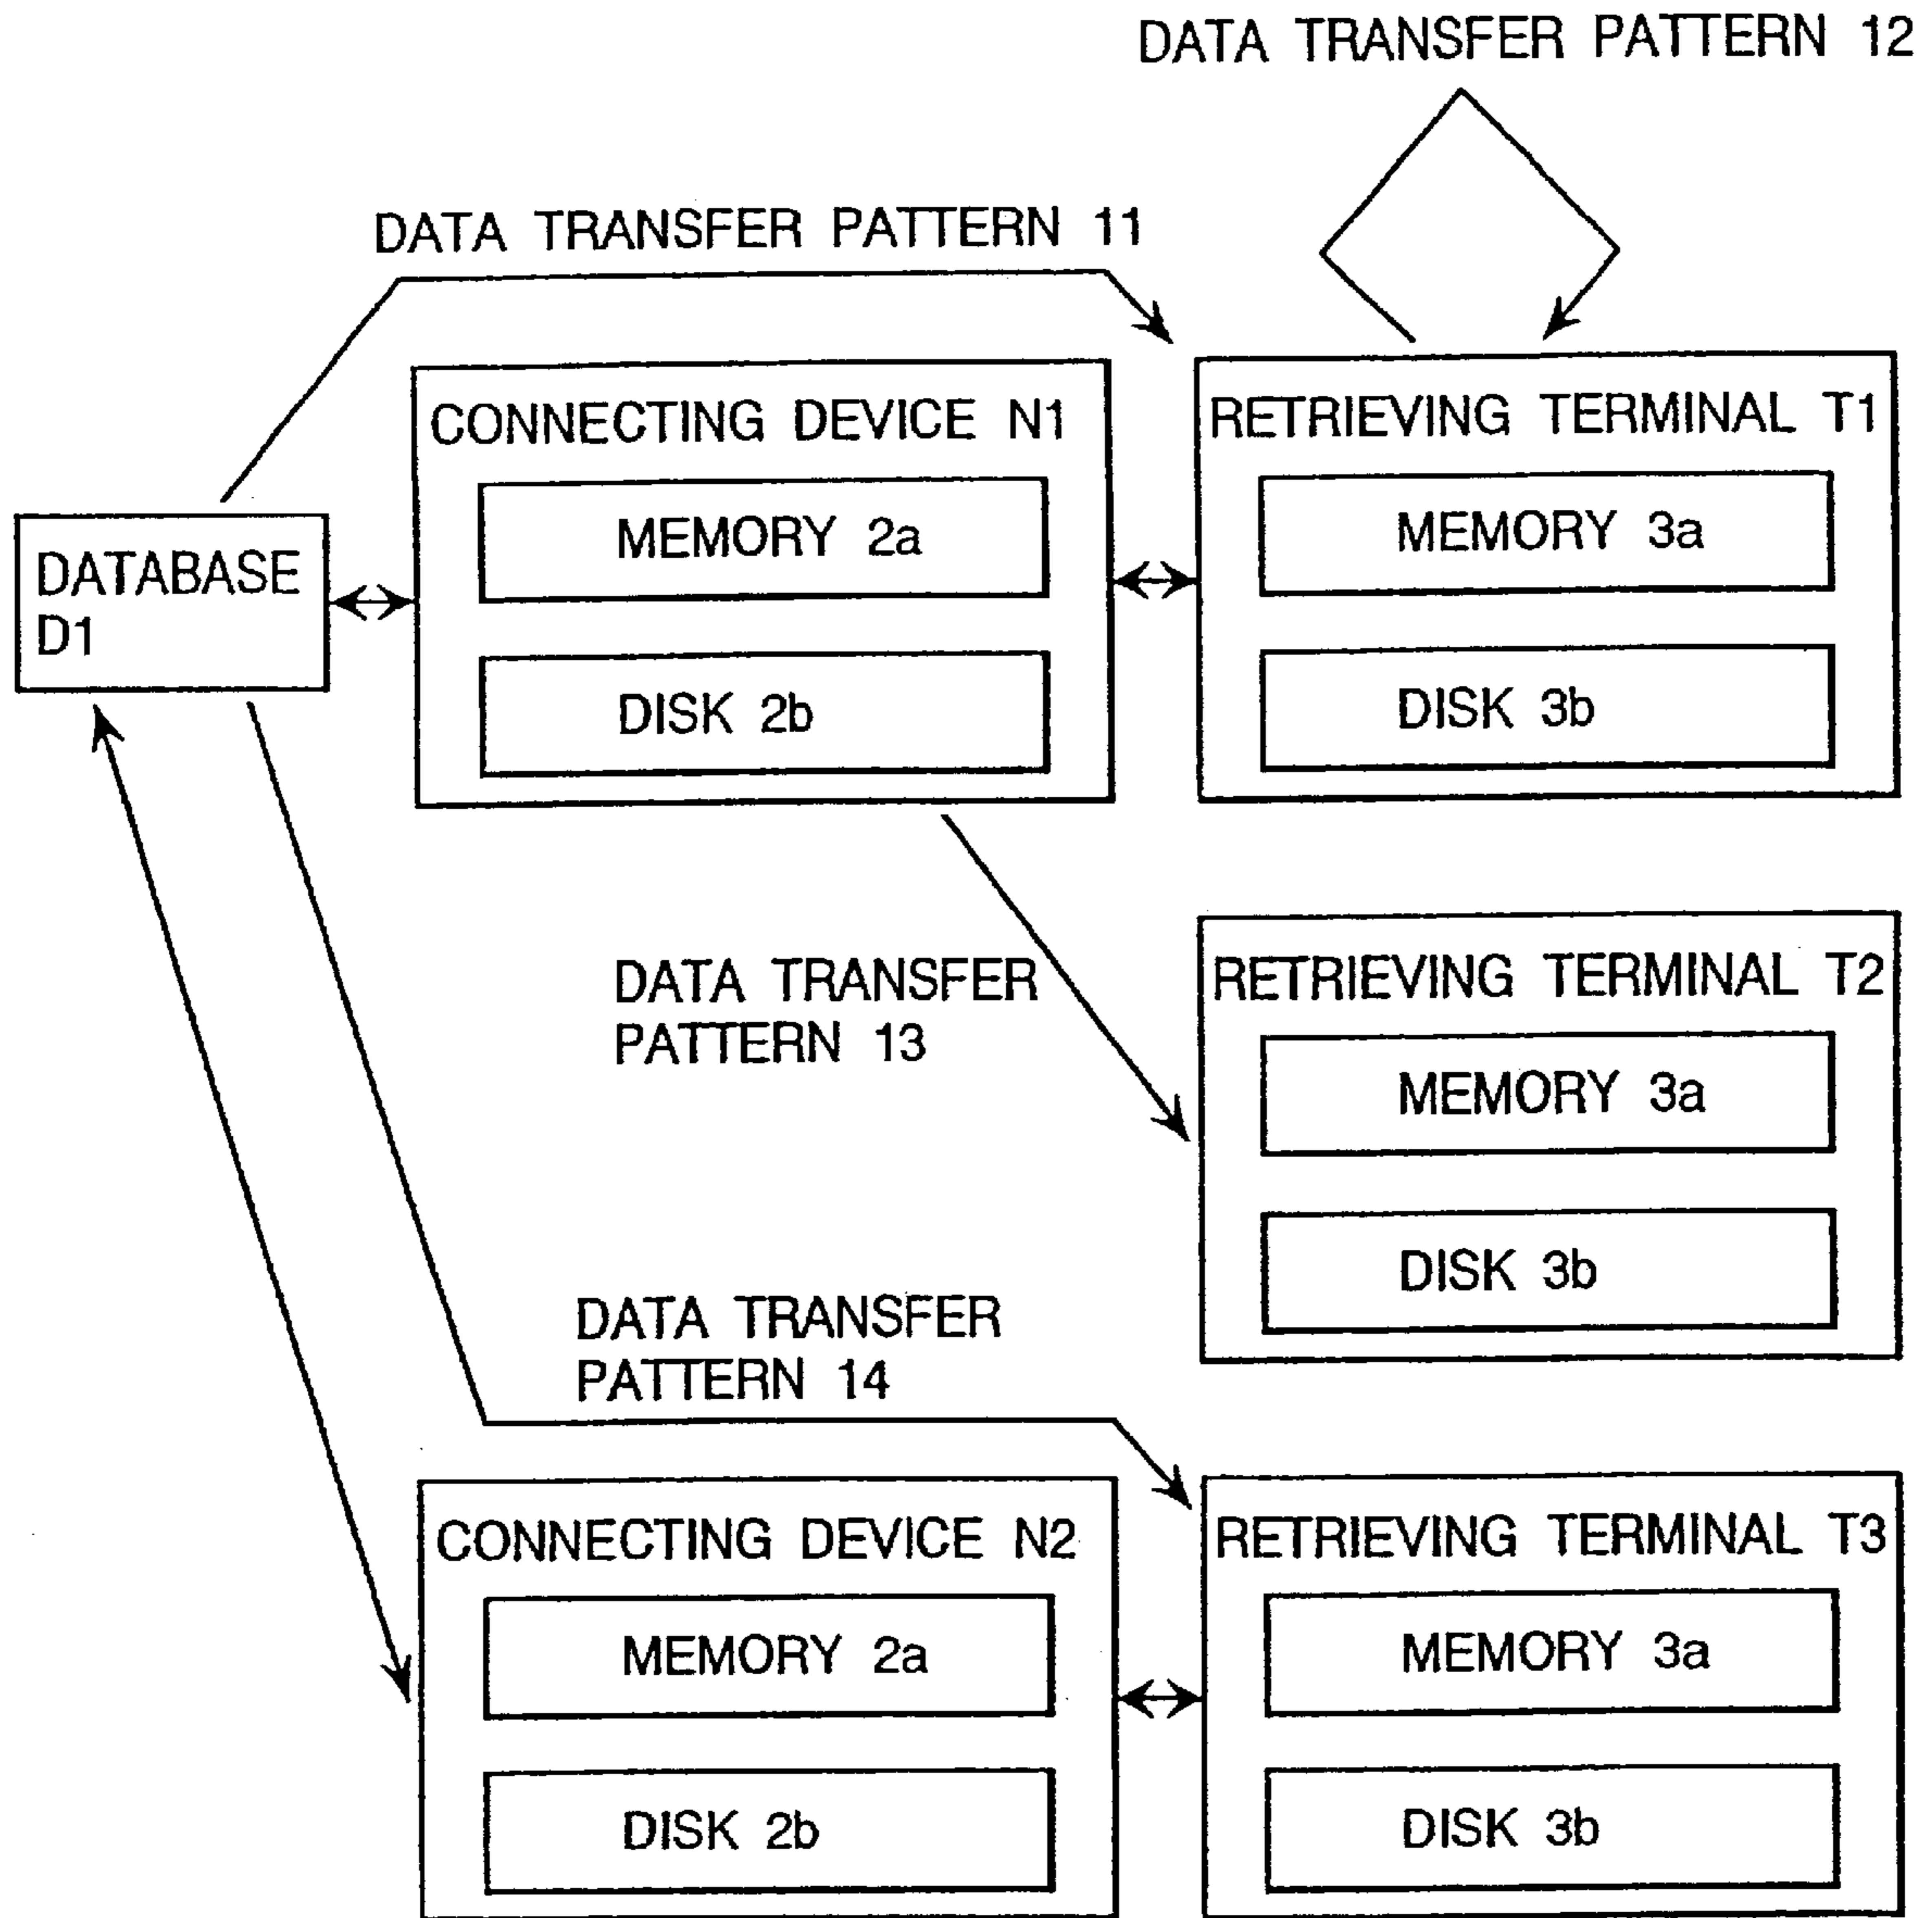 DATA TRANSFER PATTERN 12
DATA TRANSFER PATTERN 11
CONNECTING DEVICE N1
MEMORY 2a
DISK 2b
RETRIEVING TERMINAL T1
MEMORY 3a
DISK 3b
DATABASE
D1
DATA TRANSFER
PATTERN 13
RETRIEVING TERMINAL T2
MEMORY 3a
DISK 3b
DATA TRANSFER
PATTERN 14
CONNECTING DEVICE N2
MEMORY 2a
DISK 2b
RETRIEVING TERMINAL T3
MEMORY 3a
DISK 3b